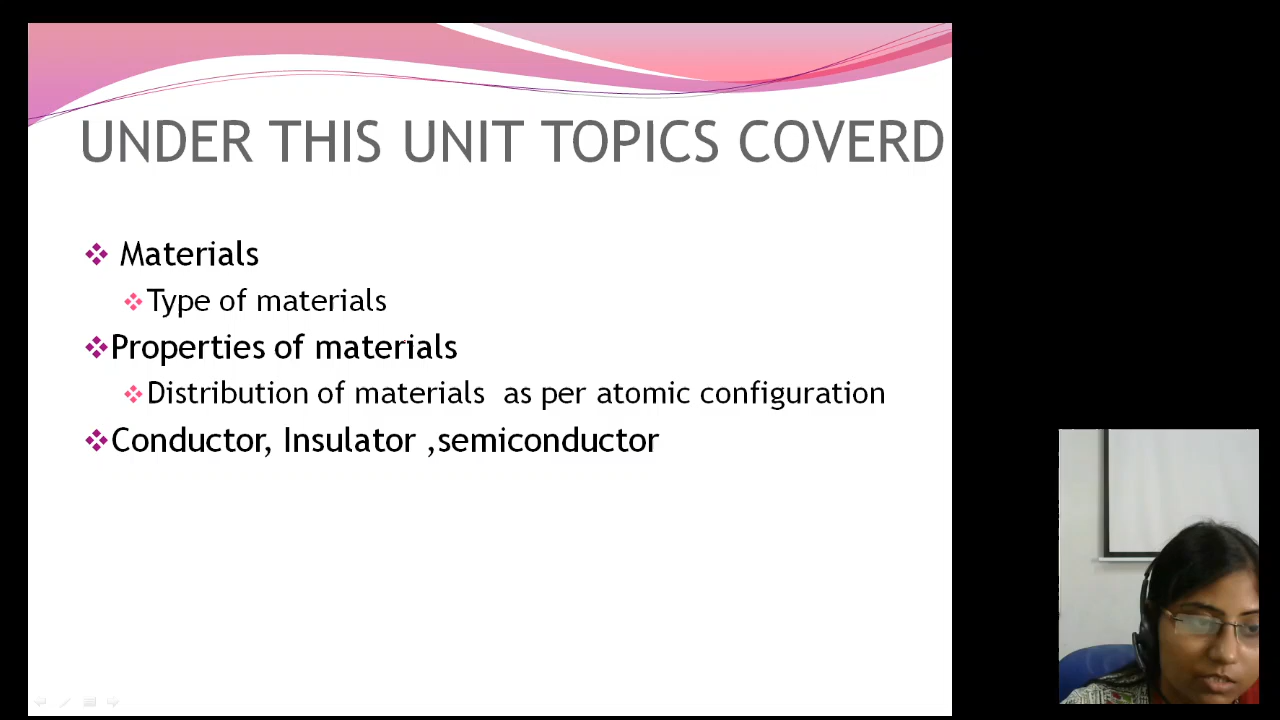 UNDER THIS UNIT TOPICS COVERD
Materials
Type of materials
Properties of materials
Distribution of materials as per atomic configuration
Conductor, Insulator ,semiconductor